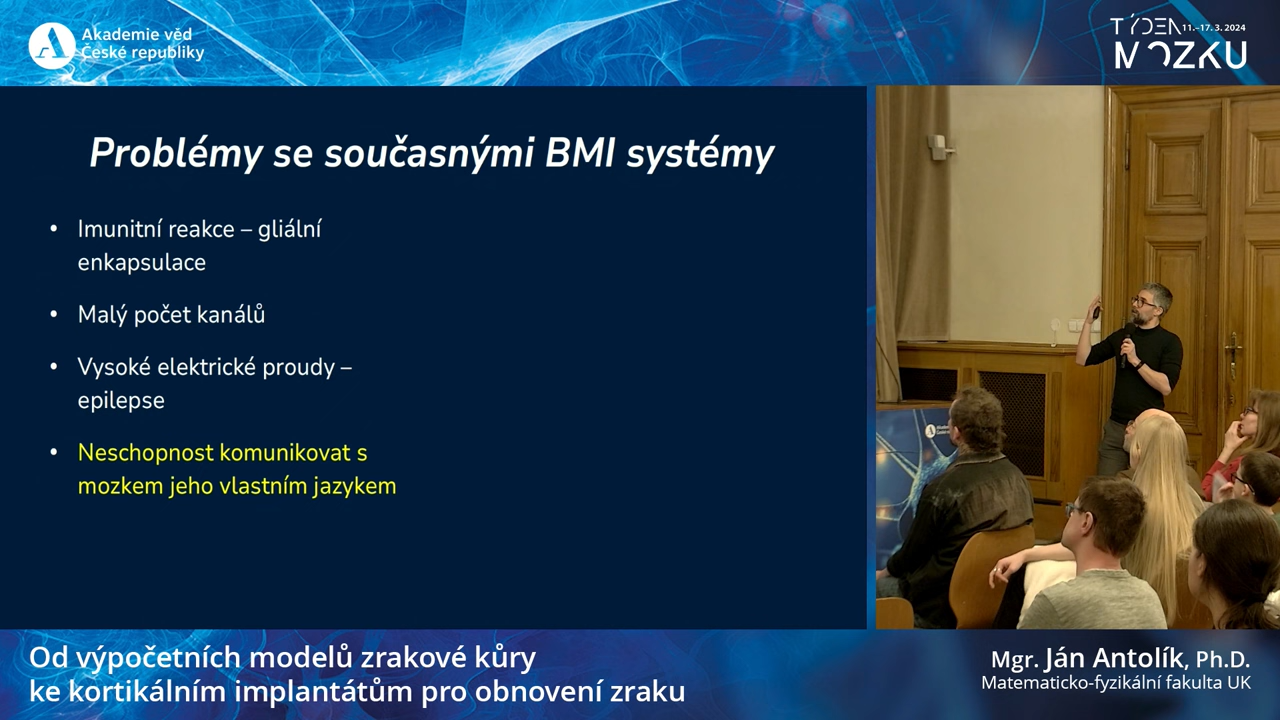 Akademie věd
České republiky
TÝDEN 11.–17. 3. 2024
MOZKU
Problémy se současnými BMI systémy
• Imunitní reakce – gliální
enkapsulace
• Malý počet kanálů
• Vysoké elektrické proudy –
epilepse
• Neschopnost komunikovat s
mozkem jeho vlastním jazykem
Od výpočetních modelů zrakové kůry
ke kortikálním implantátům pro obnovení zraku
Mgr. Ján Antolík, Ph.D.
Matematicko-fyzikální fakulta UK